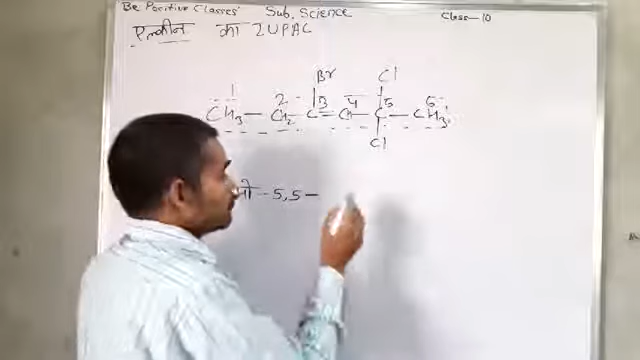 Be Positive Classes' Sub. Science Class-10
एल्कीन का IUPAC
Br Cl
1 2 3 4 5 6
CH3 — CH2 — C = CH — C — CH3
Cl
मो - 5,5 -